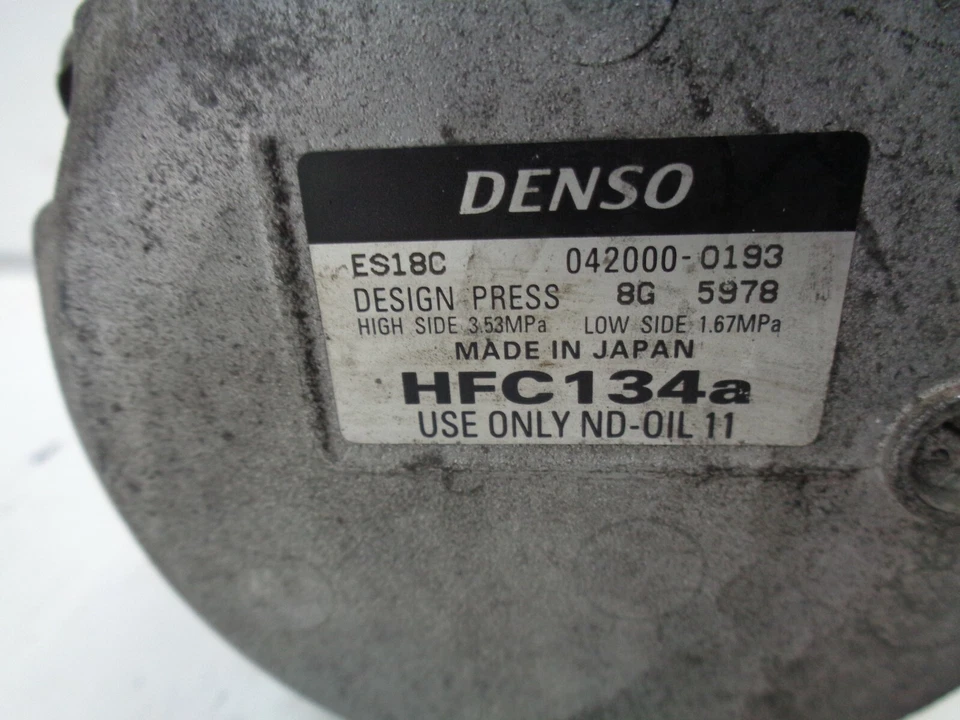 DENSO
ES18C 042000-0193
DESIGN PRESS 8G 5978
HIGH SIDE 3.53MPa LOW SIDE 1.67MPa
MADE IN JAPAN
HFC134a
USE ONLY ND-OIL 11